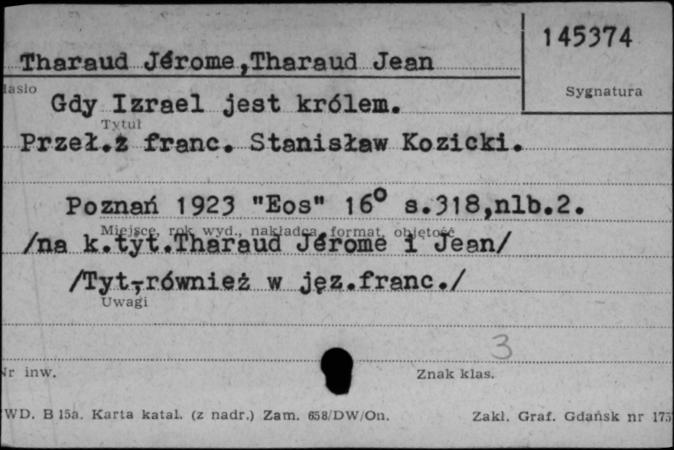 145374
Tharaud Jérome,Tharaud Jean
Hasło
Sygnatura
Gdy Izrael jest królem.
Tytuł
Przeł.z franc. Stanisław Kozicki.
Poznań 1923 "Eos" 16° s.318,nlb.2.
Miejsce, rok wyd., nakładca, format, objętość
/na k.tyt.Tharaud Jérome i Jean/
/Tyt.również w jęz.franc./
Uwagi
3
Nr inw.
Znak klas.
WD. B 15a. Karta katal. (z nadr.) Zam. 658/DW/On.
Zakł. Graf. Gdańsk nr 175